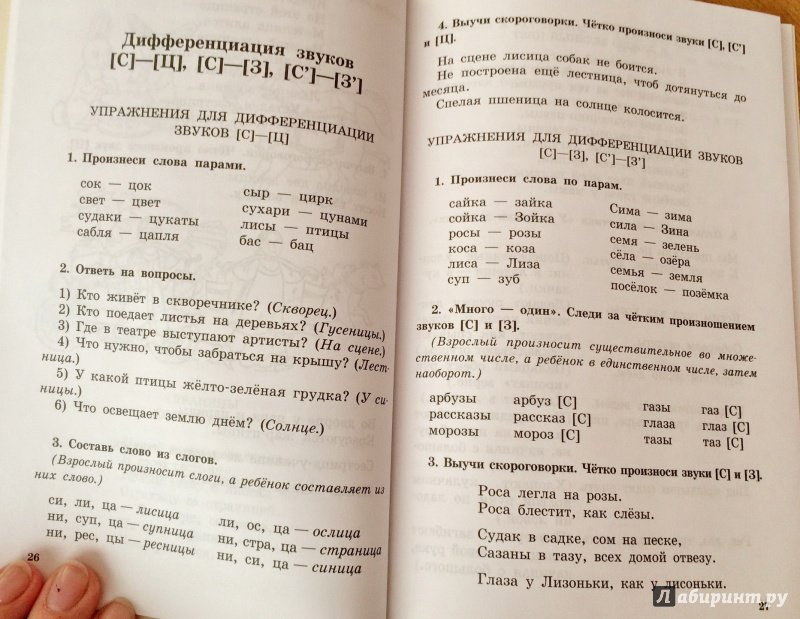 Дифференциация звуков
[С]—[Ц], [С]—[З], [С’]—[З’]
УПРАЖНЕНИЯ ДЛЯ ДИФФЕРЕНЦИАЦИИ
ЗВУКОВ [С]—[Ц]
1. Произнеси слова парами.
сок — цок
свет — цвет
судаки — цукаты
сабля — цапля
сыр — цирк
сухари — цунами
лисы — птицы
бас — бац
2. Ответь на вопросы.
1) Кто живёт в скворечнике? (Скворец.)
2) Кто поедает листья на деревьях? (Гусеницы.)
3) Где в театре выступают артисты? (На сцене.)
4) Что нужно, чтобы забраться на крышу? (Лест-
ница.)
5) У какой птицы жёлто-зелёная грудка? (У си-
ницы.)
6) Что освещает землю днём? (Солнце.)
3. Составь слово из слогов.
(Взрослый произносит слоги, а ребёнок составляет из
них слово.)
си, ли, ца — лисица
ни, суп, ца — супница
ни, рес, цы — ресницы
ли, ос, ца — ослица
ни, стра, ца — страница
ни, си, ца — синица
26
4. Выучи скороговорки. Чётко произноси звуки [С], [С’]
и [Ц].
На сцене лисица собак не боится.
Не построена ещё лестница, чтоб дотянуться до
месяца.
Спелая пшеница на солнце колосится.
УПРАЖНЕНИЯ ДЛЯ ДИФФЕРЕНЦИАЦИИ ЗВУКОВ
[С]—[З], [С’]—[З’]
1. Произнеси слова по парам.
сайка — зайка
сойка — Зойка
росы — розы
коса — коза
лиса — Лиза
суп — зуб
Сима — зима
сила — Зина
семя — зелень
сёла — озёра
семья — земля
посёлок — позёмка
2. «Много — один». Следи за чётким произношением
звуков [С] и [З].
(Взрослый произносит существительное во множе-
ственном числе, а ребёнок в единственном числе, затем
наоборот.)
арбузы арбуз [С]
рассказы рассказ [С]
морозы мороз [С]
газы газ [С]
глаза глаз [С]
тазы таз [С]
3. Выучи скороговорки. Чётко произноси звуки [С] и [З].
Роса легла на розы.
Роса блестит, как слёзы.
Судак в садке, сом на песке,
Сазаны в тазу, всех домой отвезу.
Глаза у Лизоньки, как у лисоньки.
Лабиринт.ру